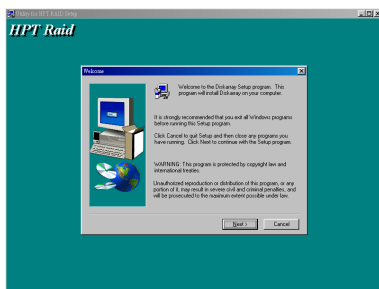 Utility for HPT RAID Setup
HPT Raid
Welcome
Welcome to the Diskarray Setup program. This
program will install Diskarray on your computer.
It is strongly recommended that you exit all Windows programs
before running this Setup program.
Click Cancel to quit Setup and then close any programs you
have running. Click Next to continue with the Setup program.
WARNING: This program is protected by copyright law and
international treaties.
Unauthorized reproduction or distribution of this program, or any
portion of it, may result in severe civil and criminal penalties, and
will be prosecuted to the maximum extent possible under law.
Next >
Cancel